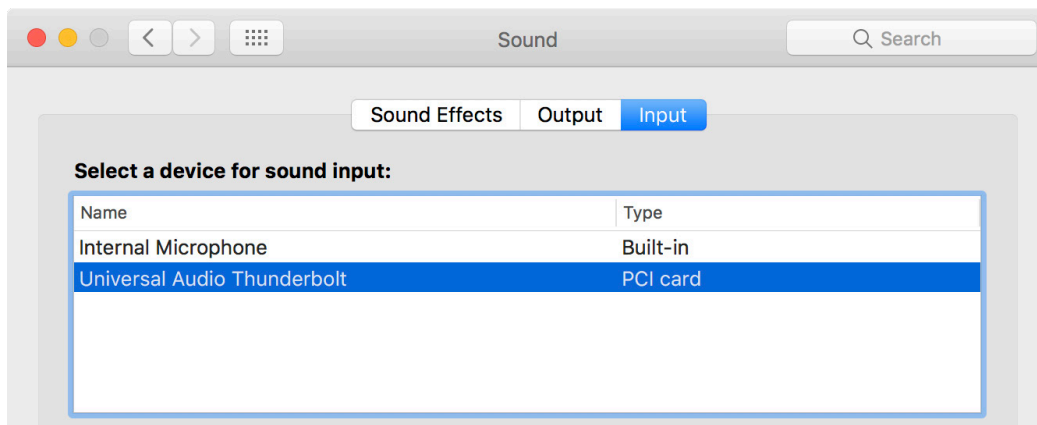 Sound
Search
Sound Effects Output Input
Select a device for sound input:
Name Type
Internal Microphone Built-in
Universal Audio Thunderbolt PCI card